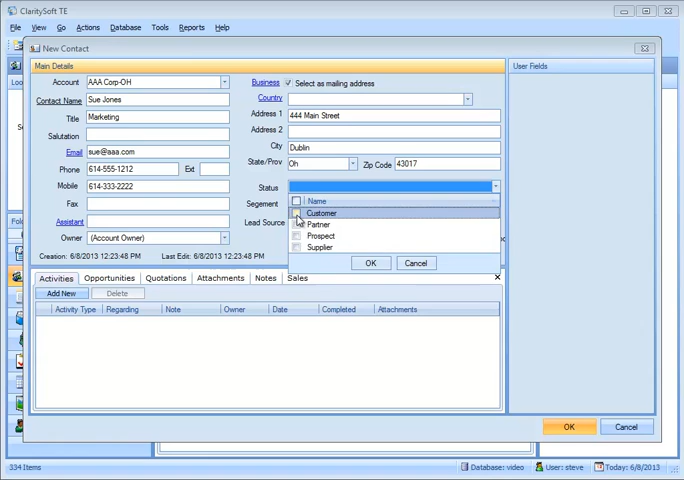 ClaritySoft TE
File View Go Actions Database Tools Reports Help
New Contact
Main Details
User Fields
Account AAA Corp-OH
Business Select as mailing address
Contact Name Sue Jones
Country
Title Marketing
Address 1 444 Main Street
Salutation
Address 2
Email sue@aaa.com
City Dublin
Phone 614-555-1212 Ext
State/Prov Oh Zip Code 43017
Mobile 614-333-2222
Status
Fax
Segement
Name
Customer
Assistant
Lead Source
Partner
Owner (Account Owner)
Prospect
Supplier
Creation: 6/8/2013 12:23:48 PM Last Edit: 6/8/2013 12:23:48 PM
OK Cancel
Activities Opportunities Quotations Attachments Notes Sales
Add New Delete
Activity Type Regarding Note Owner Date Completed Attachments
OK Cancel
334 Items
Database: video User: steve Today: 6/8/2013